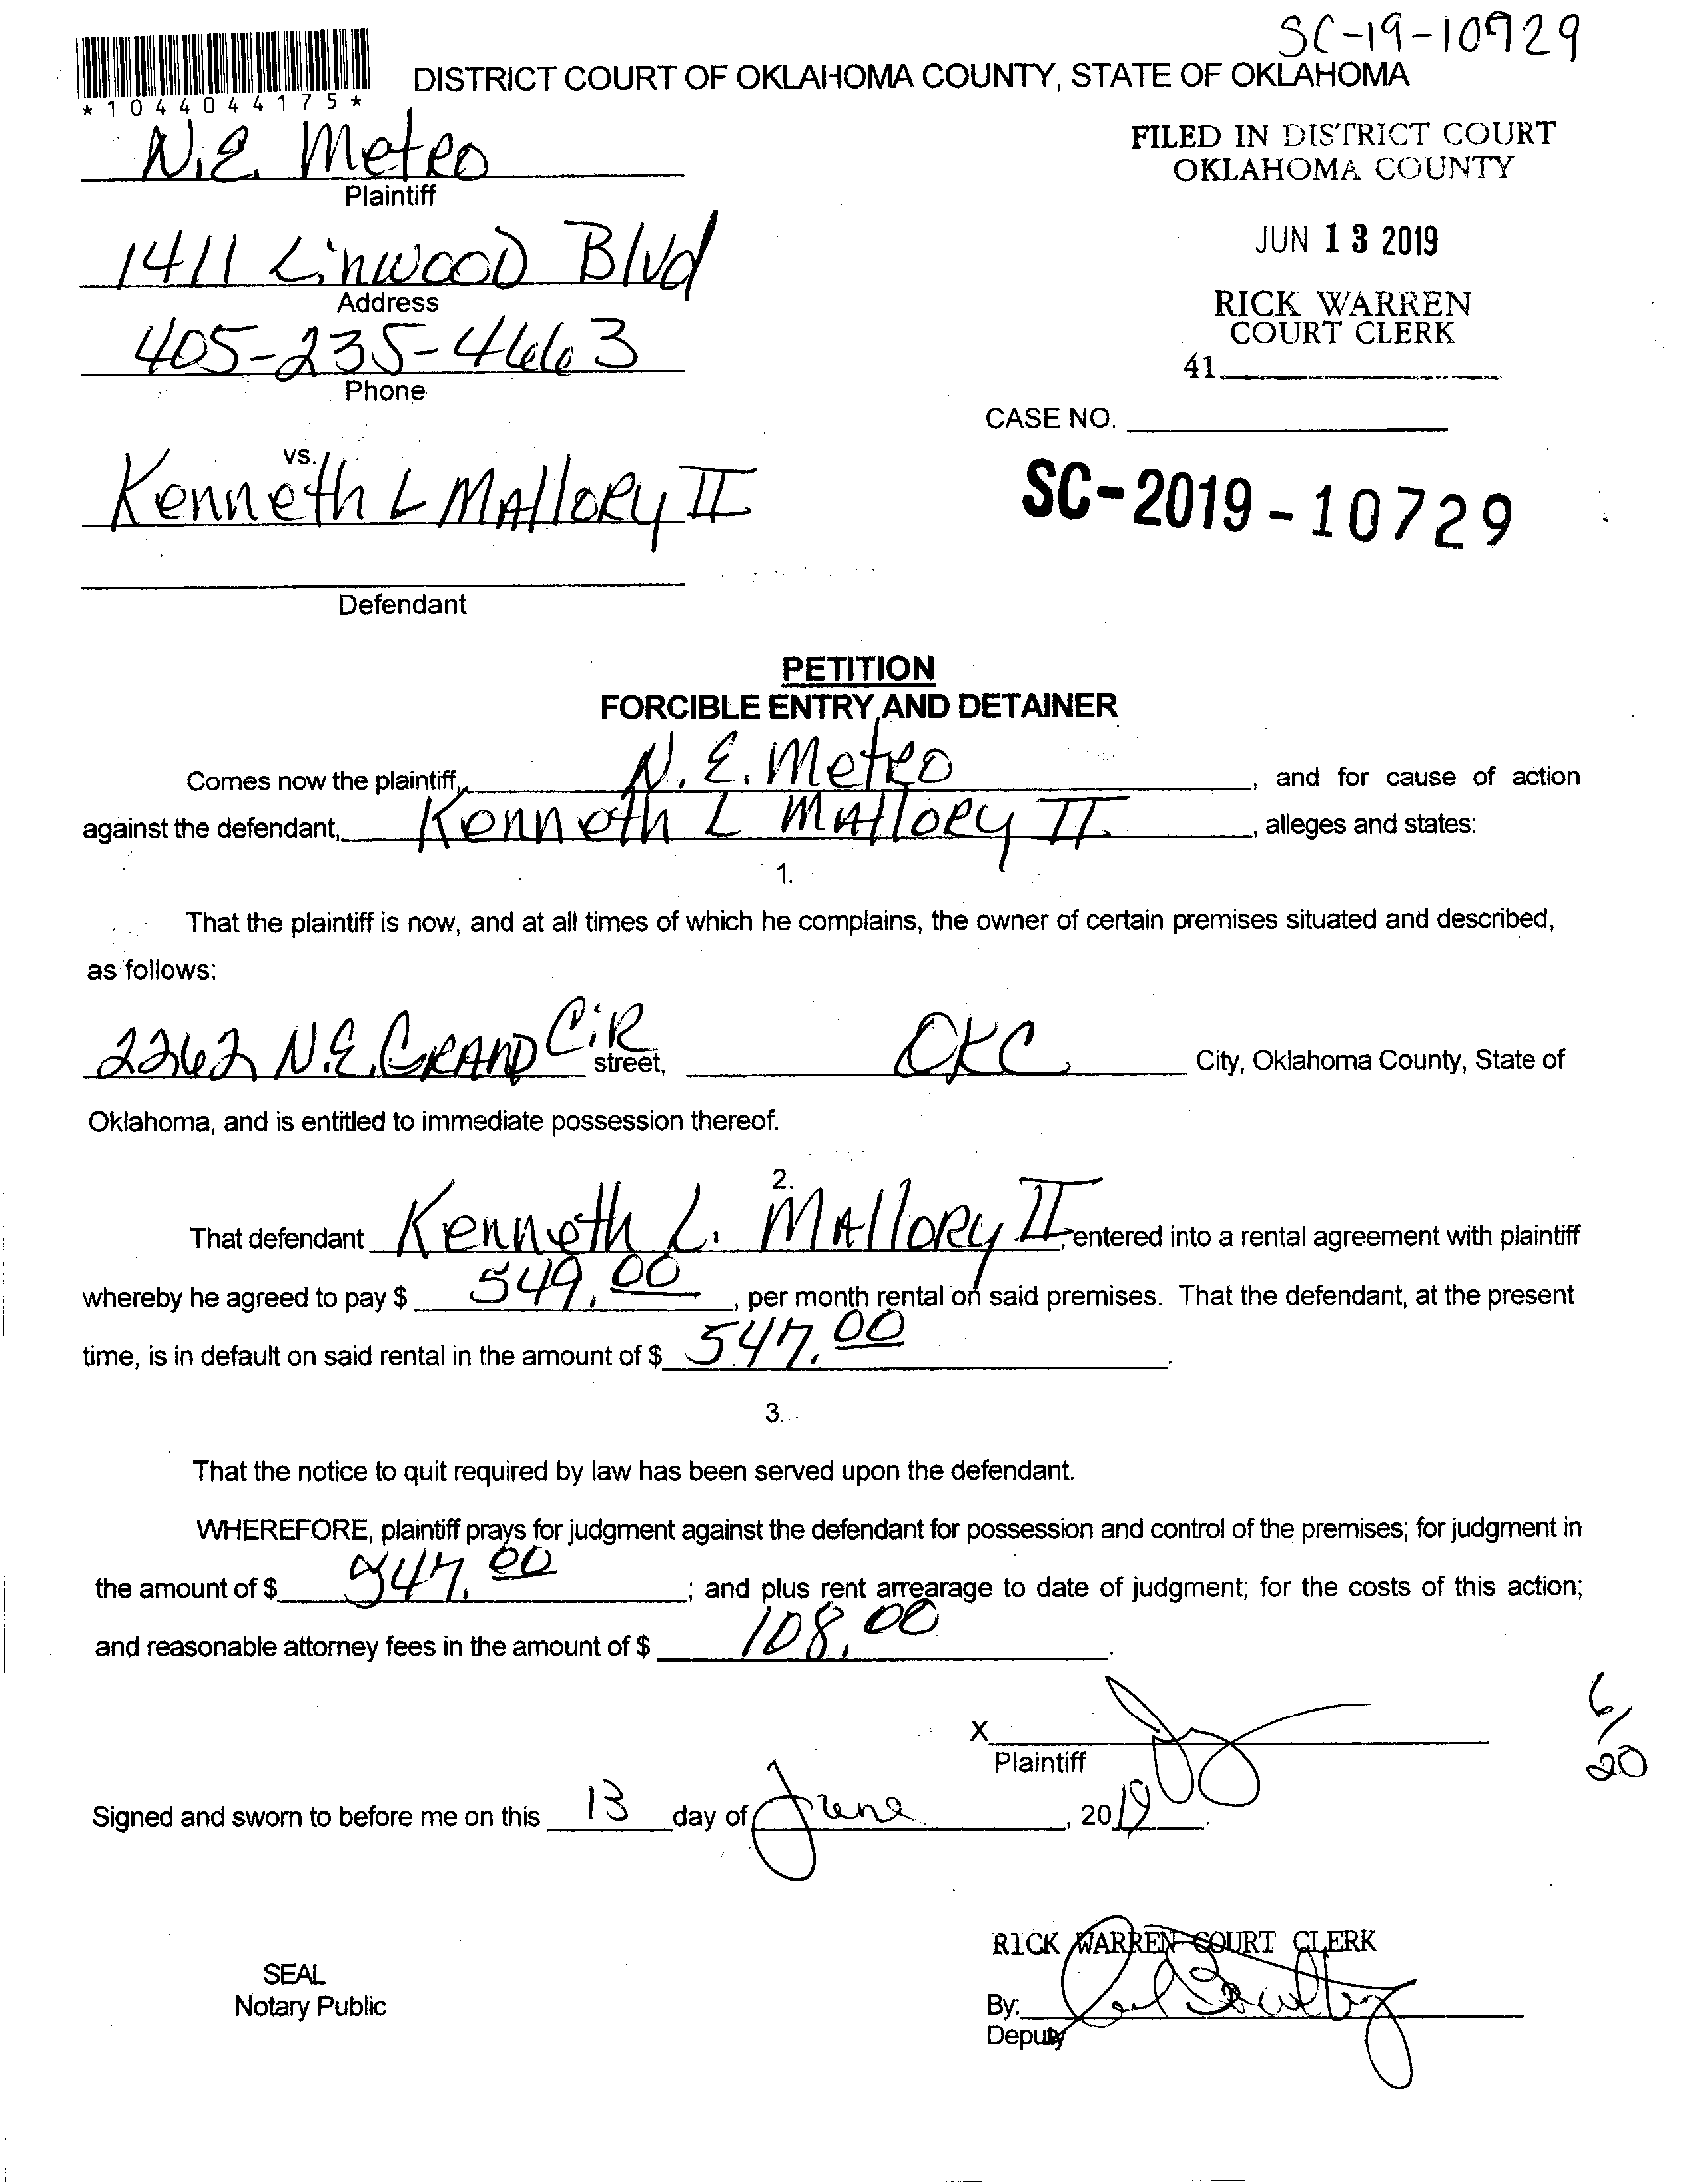 SC-19-10729
DISTRICT COURT OF OKLAHOMA COUNTY, STATE OF OKLAHOMA
*1044044175*
N.E. Metro
Plaintiff
FILED IN DISTRICT COURT
OKLAHOMA COUNTY
1411 Linwood Blvd
Address
JUN 13 2019
405-235-4663
Phone
RICK WARREN
COURT CLERK
41
CASE NO.
vs.
Kenneth L Mallory II
SC-2019-10729
Defendant
PETITION
FORCIBLE ENTRY AND DETAINER
Comes now the plaintiff, N.E. Metro, and for cause of action
against the defendant, Kenneth L Mallory II, alleges and states:
1.
That the plaintiff is now, and at all times of which he complains, the owner of certain premises situated and described,
as follows:
2262 N.E. Grand Cir street, OKC City, Oklahoma County, State of
Oklahoma, and is entitled to immediate possession thereof.
2.
That defendant Kenneth L. Mallory II, entered into a rental agreement with plaintiff
whereby he agreed to pay $ 549.00, per month rental on said premises. That the defendant, at the present
time, is in default on said rental in the amount of $ 547.00.
3.
That the notice to quit required by law has been served upon the defendant.
WHEREFORE, plaintiff prays for judgment against the defendant for possession and control of the premises; for judgment in
the amount of $ 547.00; and plus rent arrearage to date of judgment; for the costs of this action;
and reasonable attorney fees in the amount of $ 108.00.
X
Plaintiff
6/20
Signed and sworn to before me on this 13 day of June, 2019.
RICK WARREN COURT CLERK
SEAL
Notary Public
By:
Deputy